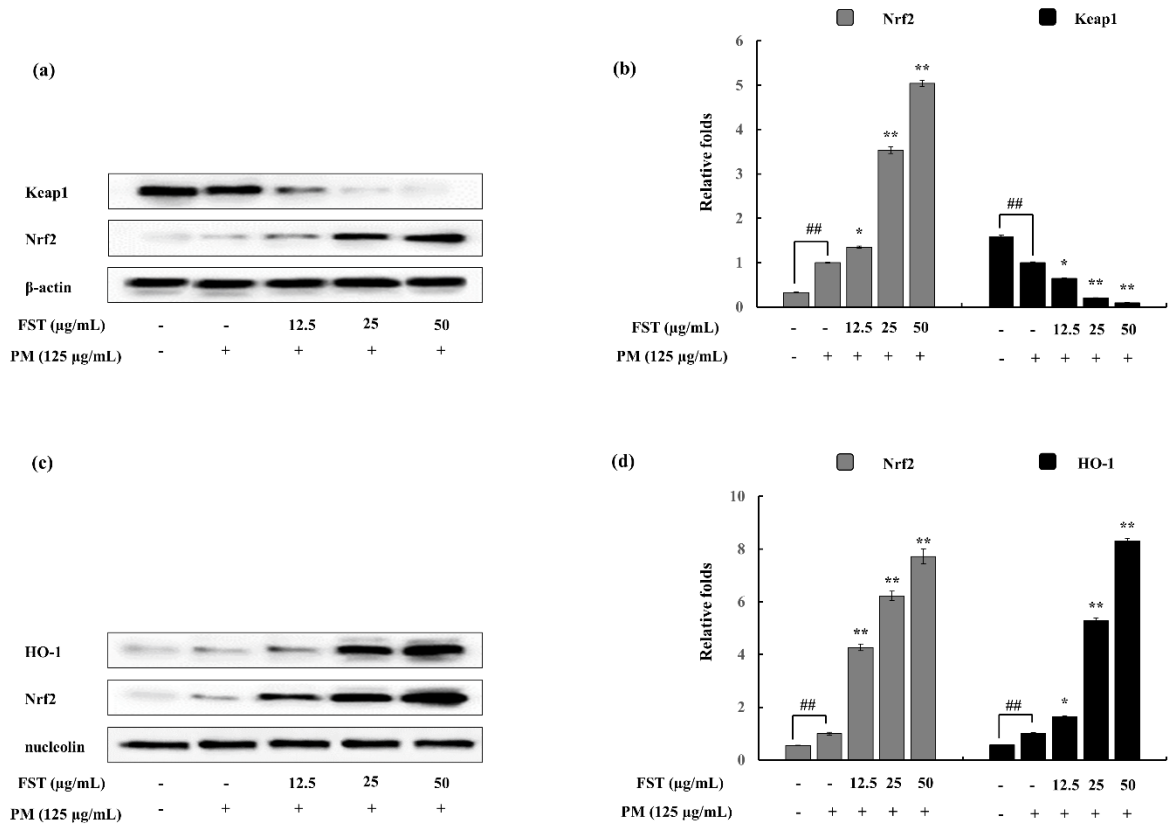 (a)
Keap1
Nrf2
β-actin
FST (μg/mL) - - 12.5 25 50
PM (125 μg/mL) - + + + +
(b)
Nrf2 Keap1
Relative folds
6
5
4
3
2
1
0
## * ** **
## * ** **
FST (μg/mL) - - 12.5 25 50 - - 12.5 25 50
PM (125 μg/mL) - + + + + - + + + +
(c)
HO-1
Nrf2
nucleolin
FST (μg/mL) - - 12.5 25 50
PM (125 μg/mL) - + + + +
(d)
Nrf2 HO-1
Relative folds
10
8
6
4
2
0
## ** ** **
## * ** **
FST (μg/mL) - - 12.5 25 50 - - 12.5 25 50
PM (125 μg/mL) - + + + + - + + + +